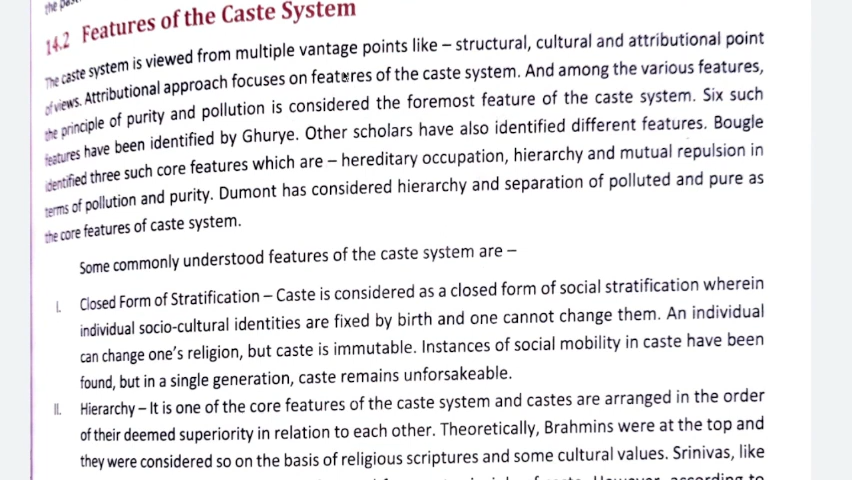 the past
14.2 Features of the Caste System
The caste system is viewed from multiple vantage points like – structural, cultural and attributional point
of views. Attributional approach focuses on features of the caste system. And among the various features,
the principle of purity and pollution is considered the foremost feature of the caste system. Six such
features have been identified by Ghurye. Other scholars have also identified different features. Bougle
identified three such core features which are – hereditary occupation, hierarchy and mutual repulsion in
terms of pollution and purity. Dumont has considered hierarchy and separation of polluted and pure as
the core features of caste system.
Some commonly understood features of the caste system are –
I. Closed Form of Stratification – Caste is considered as a closed form of social stratification wherein
individual socio-cultural identities are fixed by birth and one cannot change them. An individual
can change one's religion, but caste is immutable. Instances of social mobility in caste have been
found, but in a single generation, caste remains unforsakeable.
II. Hierarchy – It is one of the core features of the caste system and castes are arranged in the order
of their deemed superiority in relation to each other. Theoretically, Brahmins were at the top and
they were considered so on the basis of religious scriptures and some cultural values. Srinivas, like
However, according to